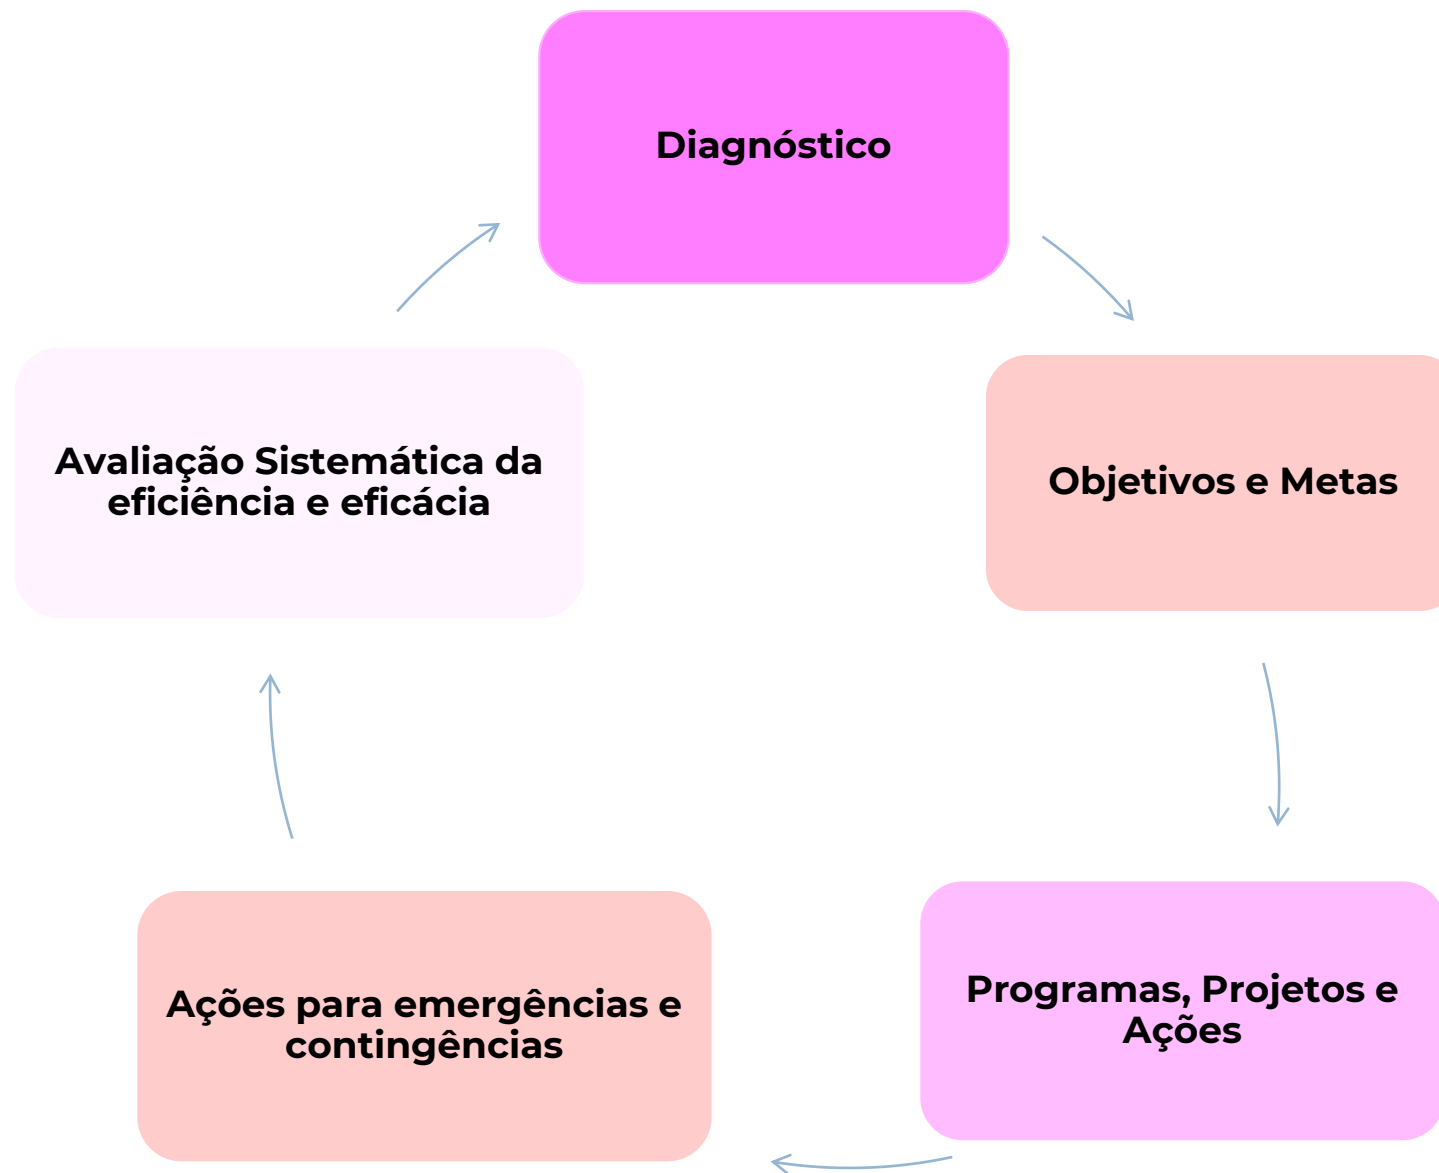 Diagnóstico
Objetivos e Metas
Programas, Projetos e
Ações
Ações para emergências e
contingências
Avaliação Sistemática da
eficiência e eficácia